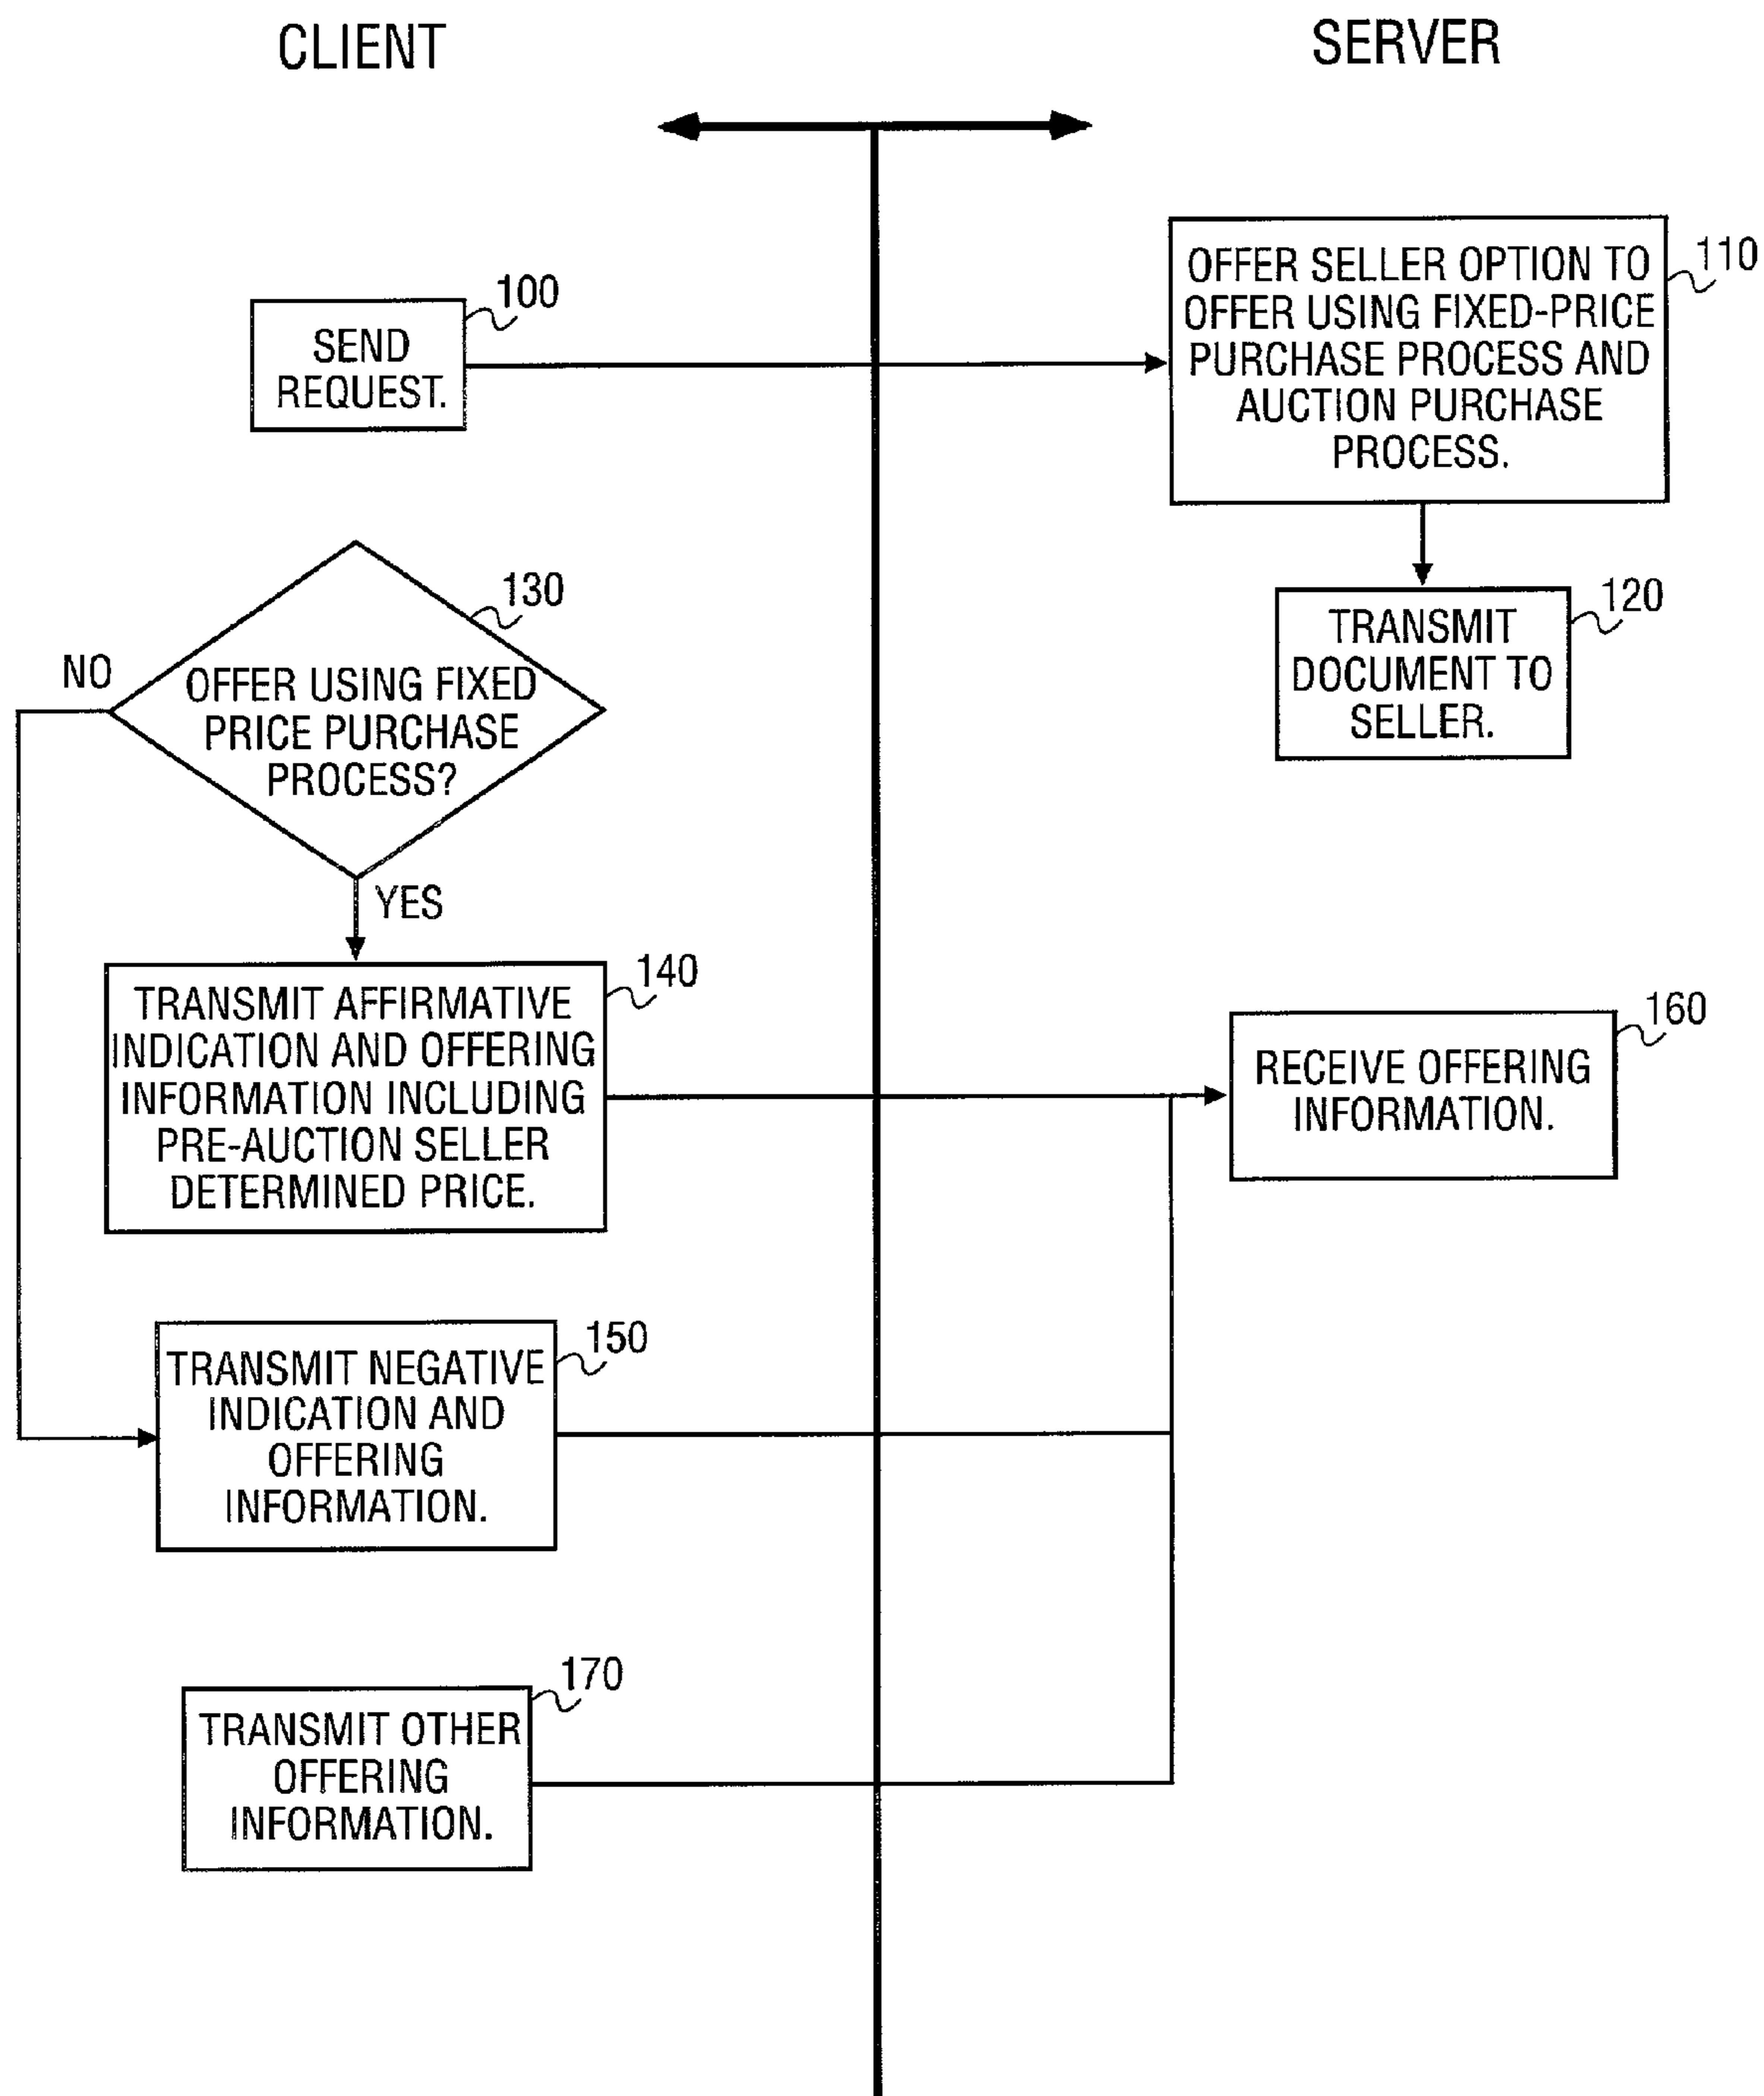 CLIENT
SERVER
100
SEND
REQUEST.
110
OFFER SELLER OPTION TO
OFFER USING FIXED-PRICE
PURCHASE PROCESS AND
AUCTION PURCHASE
PROCESS.
120
TRANSMIT
DOCUMENT TO
SELLER.
130
OFFER USING FIXED
PRICE PURCHASE
PROCESS?
NO
YES
140
TRANSMIT AFFIRMATIVE
INDICATION AND OFFERING
INFORMATION INCLUDING
PRE-AUCTION SELLER
DETERMINED PRICE.
160
RECEIVE OFFERING
INFORMATION.
150
TRANSMIT NEGATIVE
INDICATION AND
OFFERING
INFORMATION.
170
TRANSMIT OTHER
OFFERING
INFORMATION.